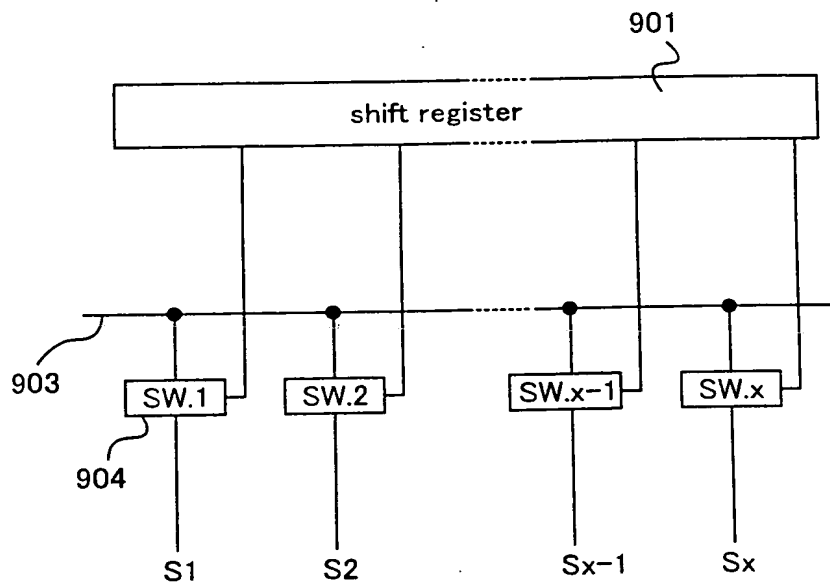 901
shift register
903
SW.1 SW.2 SW.x-1 SW.x
904
S1 S2 Sx-1 Sx